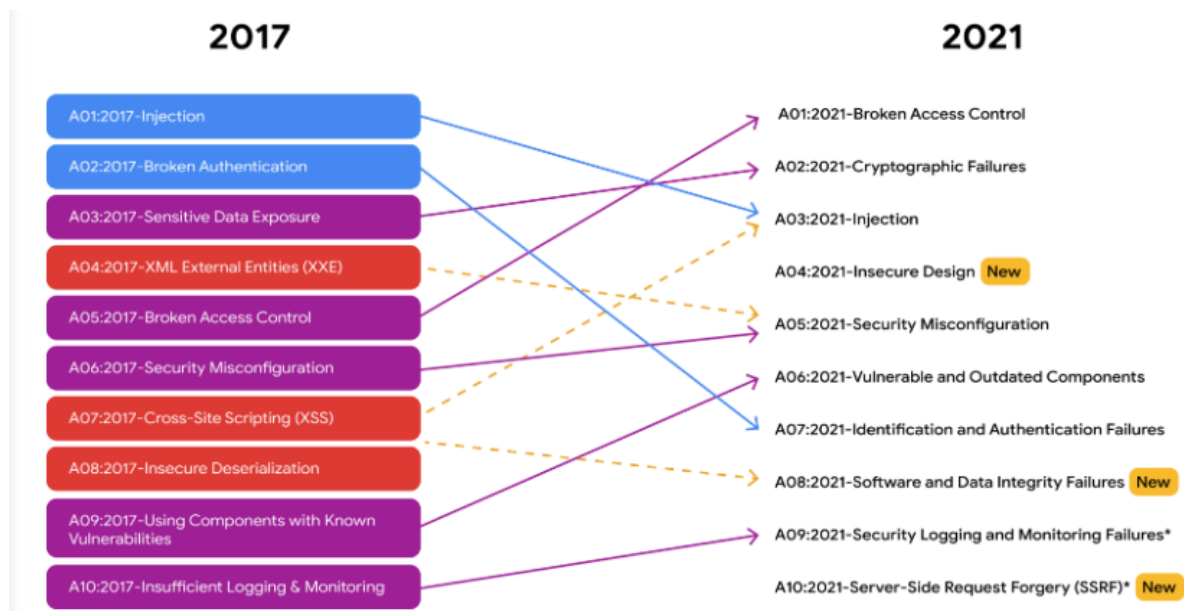 2017
2021
A01:2017-Injection
A02:2017-Broken Authentication
A03:2017-Sensitive Data Exposure
A04:2017-XML External Entities (XXE)
A05:2017-Broken Access Control
A06:2017-Security Misconfiguration
A07:2017-Cross-Site Scripting (XSS)
A08:2017-Insecure Deserialization
A09:2017-Using Components with Known
Vulnerabilities
A10:2017-Insufficient Logging & Monitoring
A01:2021-Broken Access Control
A02:2021-Cryptographic Failures
A03:2021-Injection
A04:2021-Insecure Design New
A05:2021-Security Misconfiguration
A06:2021-Vulnerable and Outdated Components
A07:2021-Identification and Authentication Failures
A08:2021-Software and Data Integrity Failures New
A09:2021-Security Logging and Monitoring Failures*
A10:2021-Server-Side Request Forgery (SSRF)* New